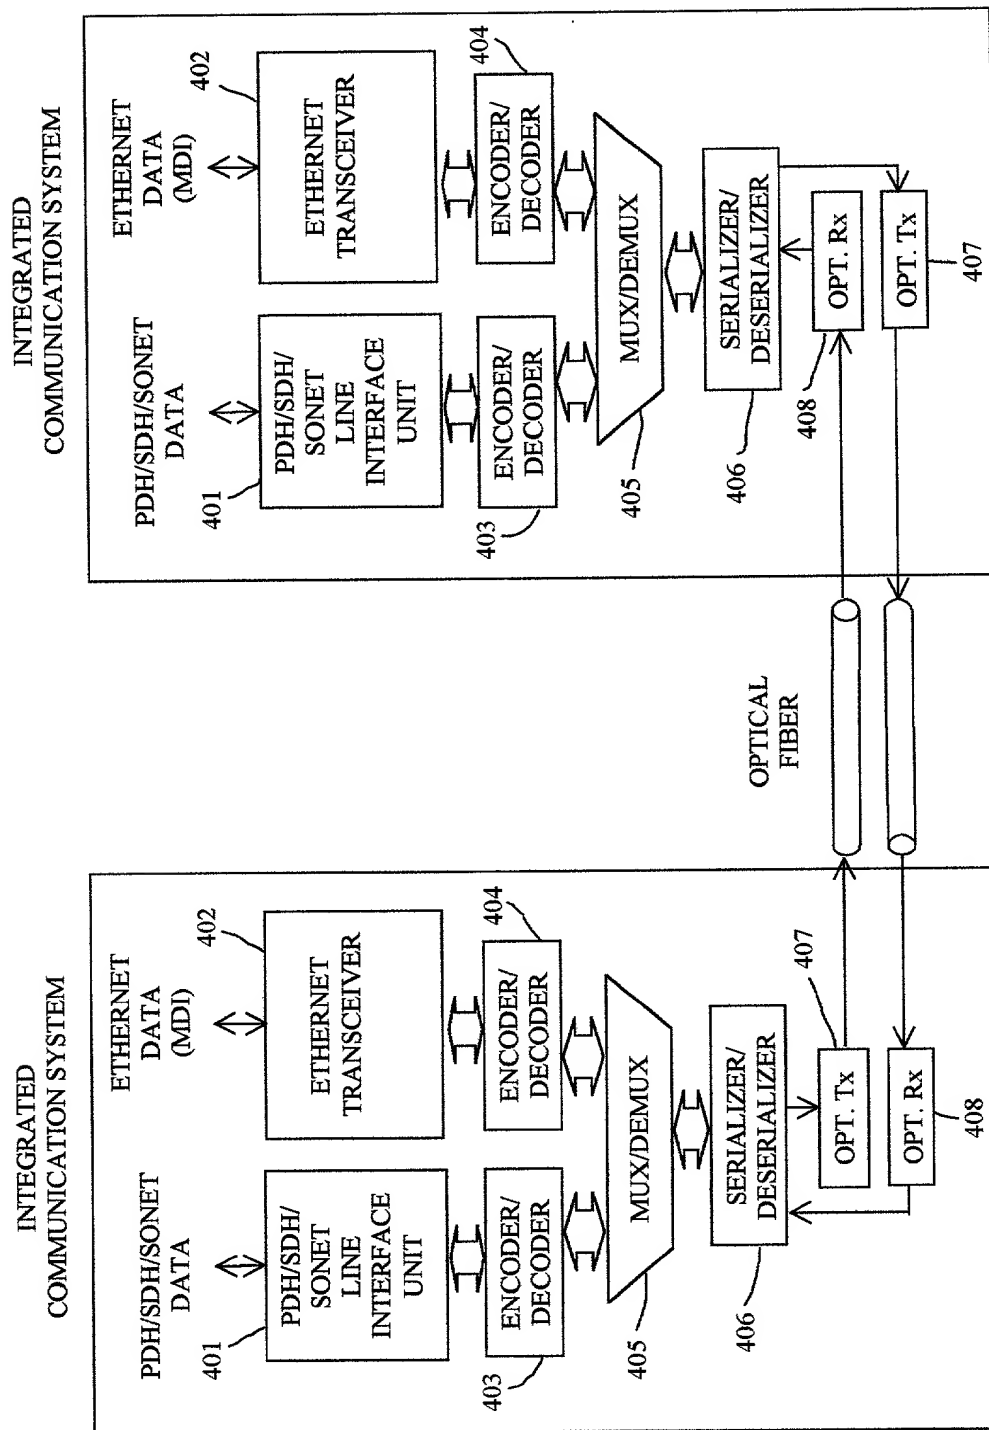 INTEGRATED
COMMUNICATION SYSTEM
PDH/SDH/SONET
DATA
ETHERNET
DATA
(MDI)
401
402
PDH/SDH/
SONET
LINE
INTERFACE
UNIT
ETHERNET
TRANSCEIVER
403
404
ENCODER/
DECODER
ENCODER/
DECODER
405
MUX/DEMUX
406
SERIALIZER/
DESERIALIZER
407
OPT. Tx
OPT. Rx
408
OPTICAL
FIBER
INTEGRATED
COMMUNICATION SYSTEM
PDH/SDH/SONET
DATA
ETHERNET
DATA
(MDI)
401
402
PDH/SDH/
SONET
LINE
INTERFACE
UNIT
ETHERNET
TRANSCEIVER
403
404
ENCODER/
DECODER
ENCODER/
DECODER
405
MUX/DEMUX
406
SERIALIZER/
DESERIALIZER
408
OPT. Rx
OPT. Tx
407